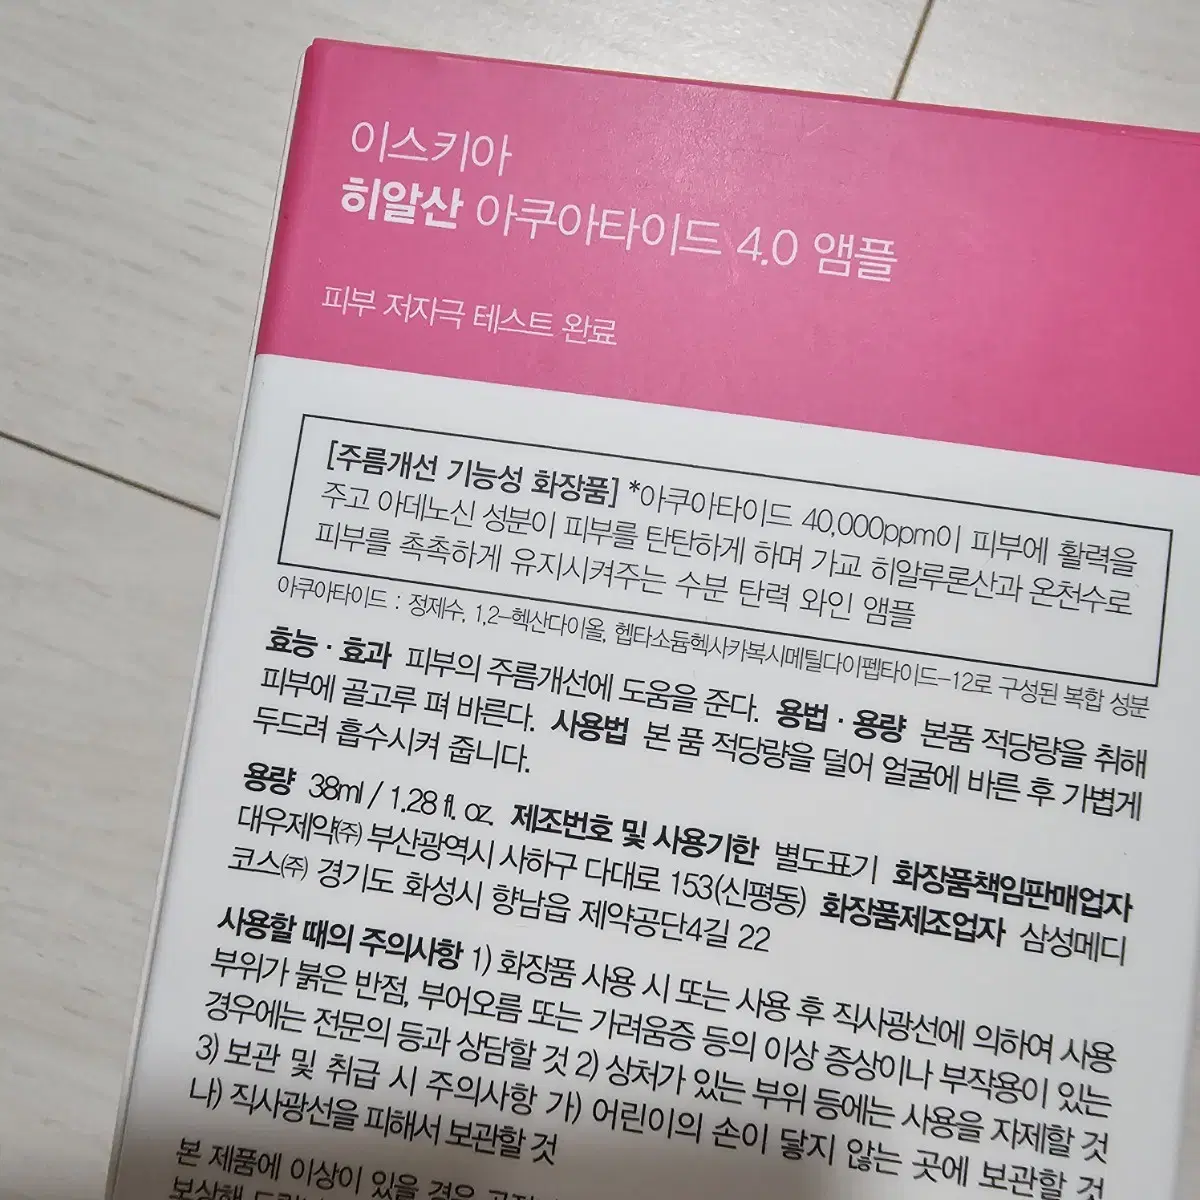 이스키아
히알산 아쿠아타이드 4.0 앰플
피부 저자극 테스트 완료
[주름개선 기능성 화장품] *아쿠아타이드 40,000ppm이 피부에 활력을
주고 아데노신 성분이 피부를 탄탄하게 하며 가교 히알루론산과 온천수로
피부를 촉촉하게 유지시켜주는 수분 탄력 와인 앰플
아쿠아타이드 : 정제수, 1,2-헥산다이올, 헵타소듐헥사카복시메틸다이펩타이드-12로 구성된 복합 성분
효능 · 효과 피부의 주름개선에 도움을 준다. 용법 · 용량 본품 적당량을 취해
피부에 골고루 펴 바른다. 사용법 본 품 적당량을 덜어 얼굴에 바른 후 가볍게
두드려 흡수시켜 줍니다.
용량 38ml / 1.28 fl. oz. 제조번호 및 사용기한 별도표기 화장품책임판매업자
대우제약(주) 부산광역시 사하구 다대로 153(신평동) 화장품제조업자 삼성메디
코스(주) 경기도 화성시 향남읍 제약공단4길 22
사용할 때의 주의사항 1) 화장품 사용 시 또는 사용 후 직사광선에 의하여 사용
부위가 붉은 반점, 부어오름 또는 가려움증 등의 이상 증상이나 부작용이 있는
경우에는 전문의 등과 상담할 것 2) 상처가 있는 부위 등에는 사용을 자제할 것
3) 보관 및 취급 시 주의사항 가) 어린이의 손이 닿지 않는 곳에 보관할 것
나) 직사광선을 피해서 보관할 것
본 제품에 이상이 있을 경우
보상해